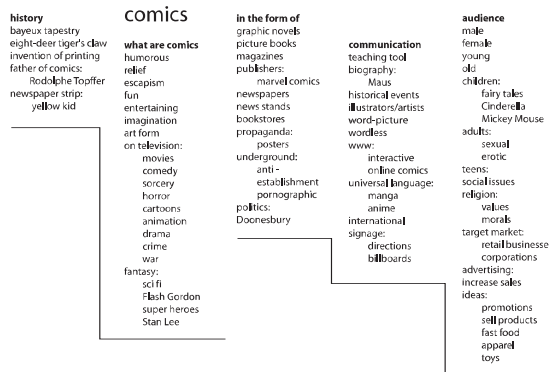 comics
history
bayeux tapestry
eight-deer tiger's claw
invention of printing
father of comics:
Rodolphe Topffer
newspaper strip:
yellow kid
what are comics
humorous
relief
escapism
fun
entertaining
imagination
art form
on television:
movies
comedy
sorcery
horror
cartoons
animation
drama
crime
war
fantasy:
sci fi
Flash Gordon
super heroes
Stan Lee
in the form of
graphic novels
picture books
magazines
publishers:
marvel comics
newspapers
news stands
bookstores
propaganda:
posters
underground:
anti -
establishment
pornographic
politics:
Doonesbury
communication
teaching tool
biography:
Maus
historical events
illustrators/artists
word-picture
wordless
www:
interactive
online comics
universal language:
manga
anime
international
signage:
directions
billboards
audience
male
female
young
old
children:
fairy tales
Cinderella
Mickey Mouse
adults:
sexual
erotic
teens:
social issues
religion:
values
morals
target market:
retail businesse
corporations
advertising:
increase sales
ideas:
promotions
sell products
fast food
apparel
toys